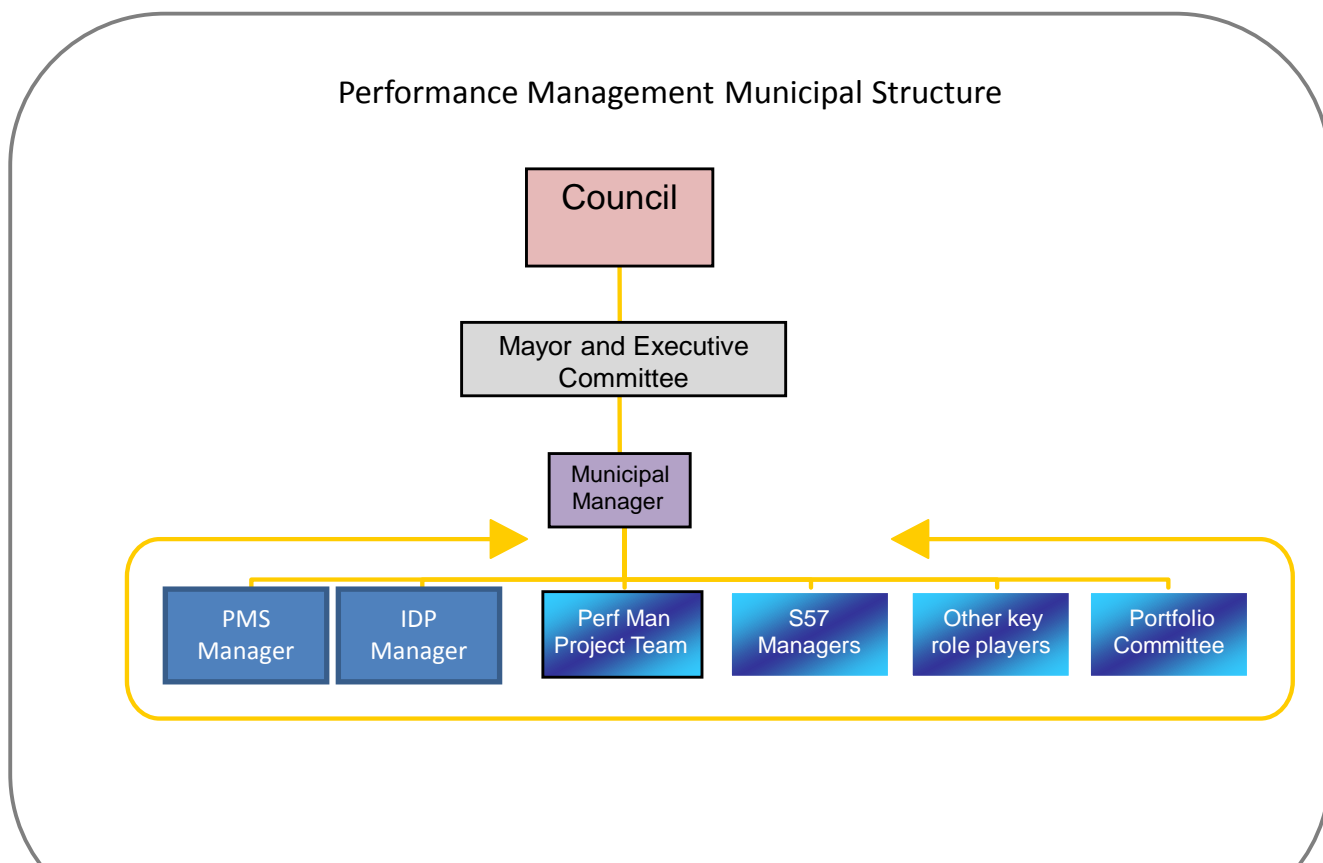 Performance Management Municipal Structure
Council
Mayor and Executive
Committee
Municipal
Manager
PMS
Manager
IDP
Manager
Perf Man
Project Team
S57
Managers
Other key
role players
Portfolio
Committee